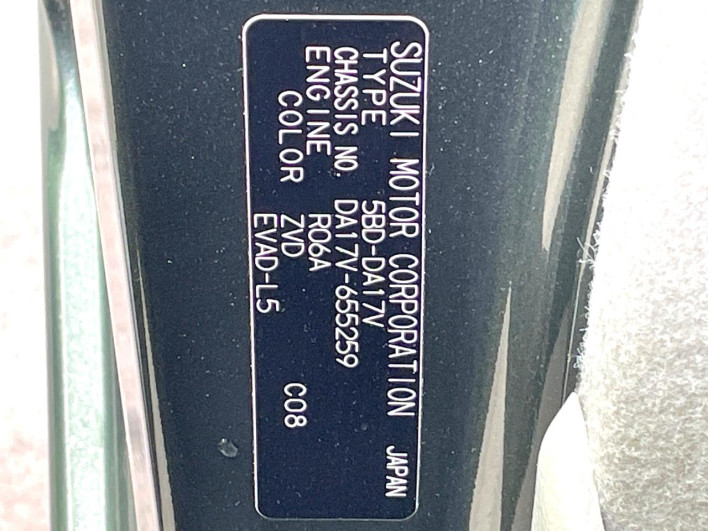 SUZUKI MOTOR CORPORATION JAPAN
TYPE 5BD-DA17V
CHASSIS NO. DA17V-655259
ENGINE R06A
COLOR ZVD C08
EVAD-L5